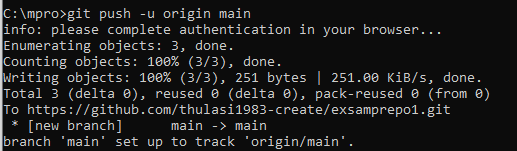 C:\mpro>git push -u origin main
info: please complete authentication in your browser...
Enumerating objects: 3, done.
Counting objects: 100% (3/3), done.
Writing objects: 100% (3/3), 251 bytes | 251.00 KiB/s, done.
Total 3 (delta 0), reused 0 (delta 0), pack-reused 0 (from 0)
To https://github.com/thulasi1983-create/exsamprepo1.git
 * [new branch]      main -> main
branch 'main' set up to track 'origin/main'.